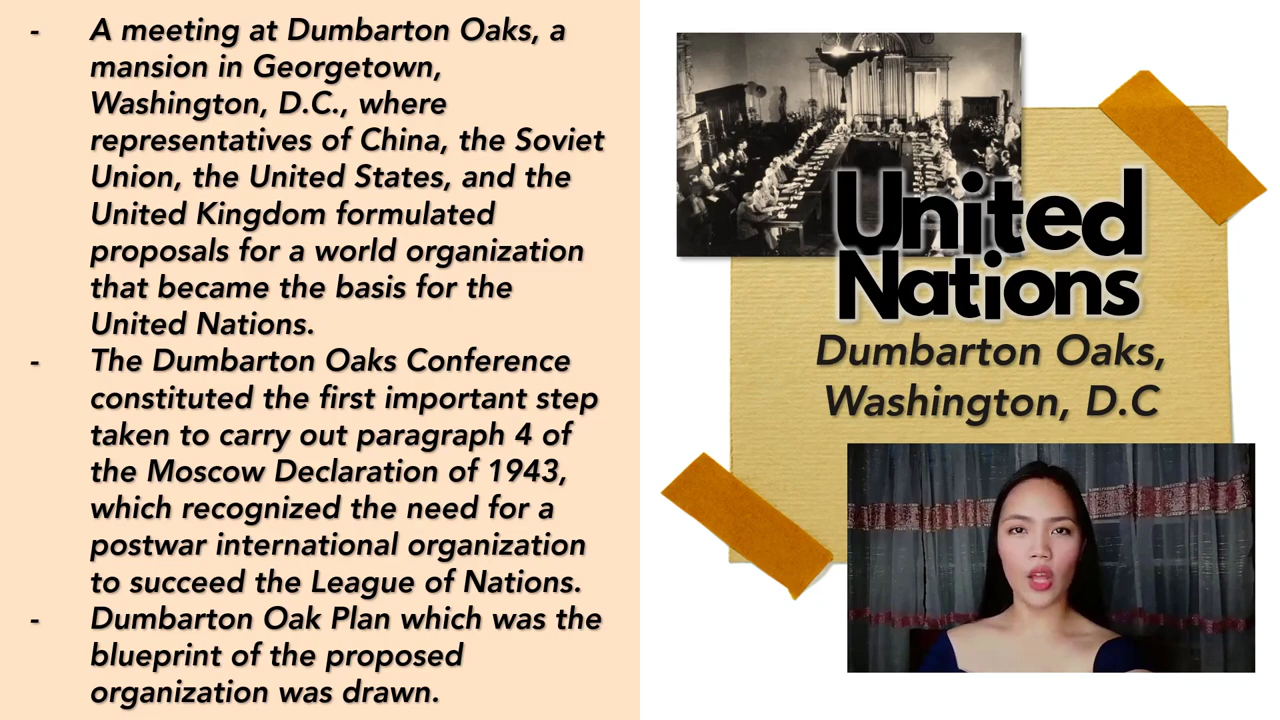 - A meeting at Dumbarton Oaks, a
mansion in Georgetown,
Washington, D.C., where
representatives of China, the Soviet
Union, the United States, and the
United Kingdom formulated
proposals for a world organization
that became the basis for the
United Nations.
- The Dumbarton Oaks Conference
constituted the first important step
taken to carry out paragraph 4 of
the Moscow Declaration of 1943,
which recognized the need for a
postwar international organization
to succeed the League of Nations.
- Dumbarton Oak Plan which was the
blueprint of the proposed
organization was drawn.
United
Nations
Dumbarton Oaks,
Washington, D.C